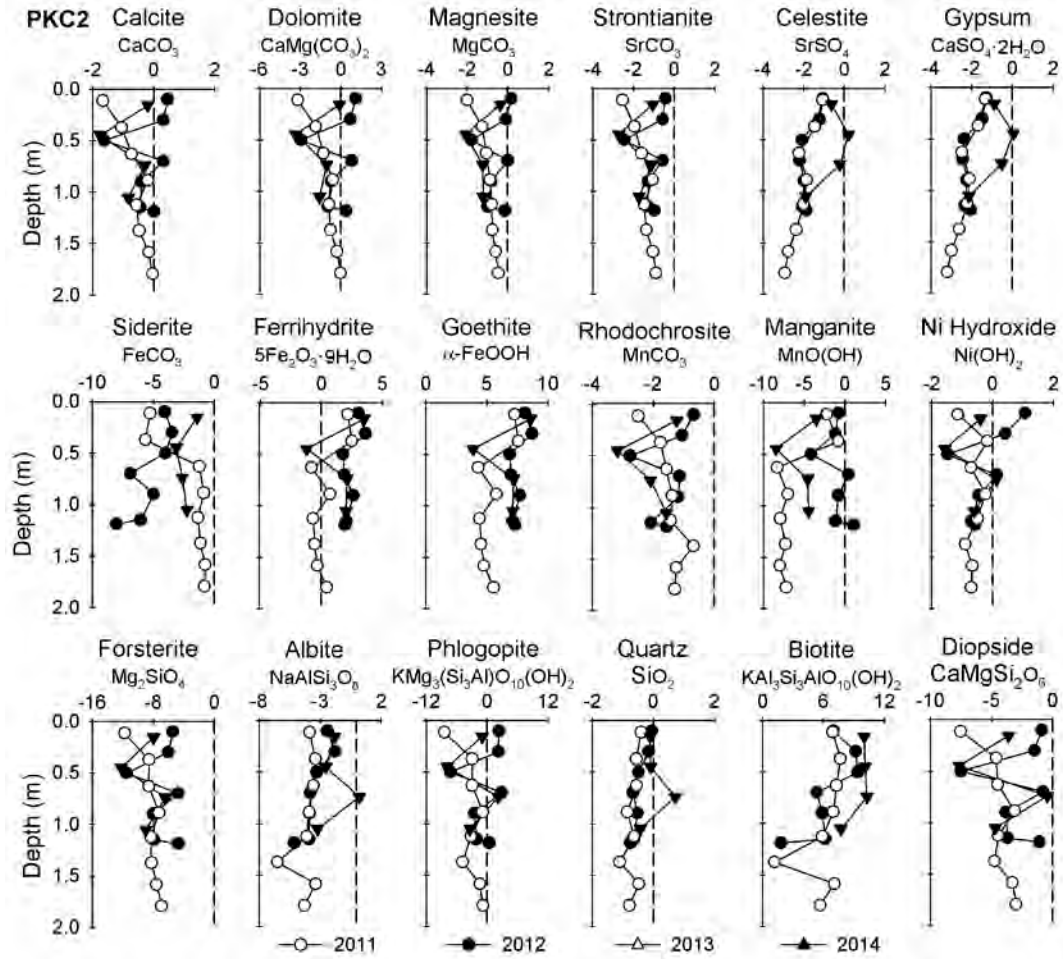 PKC2 Calcite Dolomite Magnesite Strontianite Celestite Gypsum
CaCO3 CaMg(CO3)2 MgCO3 SrCO3 SrSO4 CaSO4·2H2O
-2 0 2 -6 -3 0 3 -4 -2 0 2 -4 -2 0 2 -4 -2 0 2 -4 -2 0 2
0.0
0.5
1.0
1.5
2.0
Depth (m)
Siderite Ferrihydrite Goethite Rhodochrosite Manganite Ni Hydroxide
FeCO3 5Fe2O3·9H2O α-FeOOH MnCO3 MnO(OH) Ni(OH)2
-10 -5 0 -5 0 5 0 5 10 -4 -2 0 -10 -5 0 5 -2 0 2
0.0
0.5
1.0
1.5
2.0
Depth (m)
Forsterite Albite Phlogopite Quartz Biotite Diopside
Mg2SiO4 NaAlSi3O8 KMg3(Si3Al)O10(OH)2 SiO2 KAl3Si3AlO10(OH)2 CaMgSi2O6
-16 -8 0 -8 -3 2 -12 -6 0 12 -2 0 2 4 0 6 12 -10 -5 0
0.0
0.5
1.0
1.5
2.0
Depth (m)
2011 2012 2013 2014